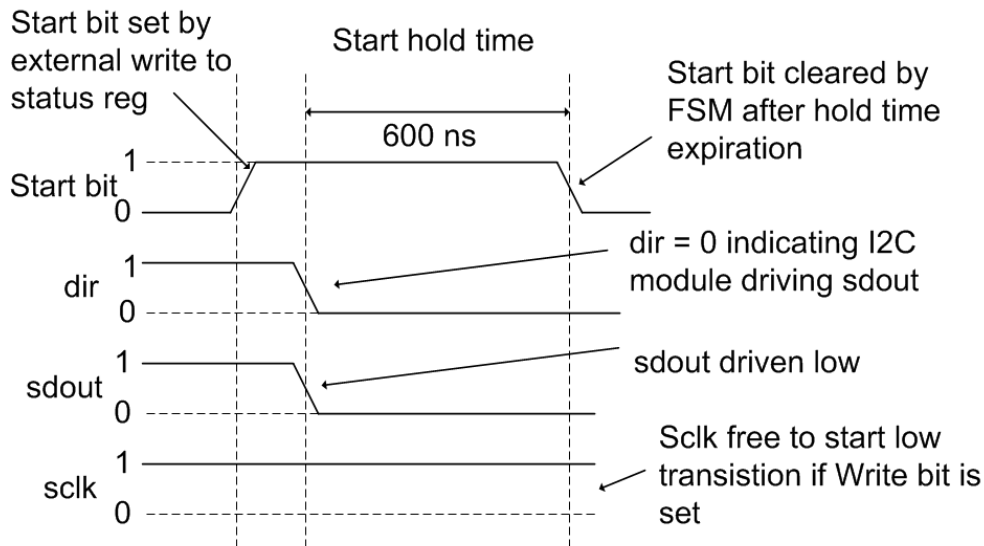 Start bit set by
external write to
status reg
Start hold time
600 ns
Start bit cleared by
FSM after hold time
expiration
1
Start bit
0
1
dir
0
dir = 0 indicating I2C
module driving sdout
1
sdout
0
sdout driven low
1
sclk
0
Sclk free to start low
transistion if Write bit is
set